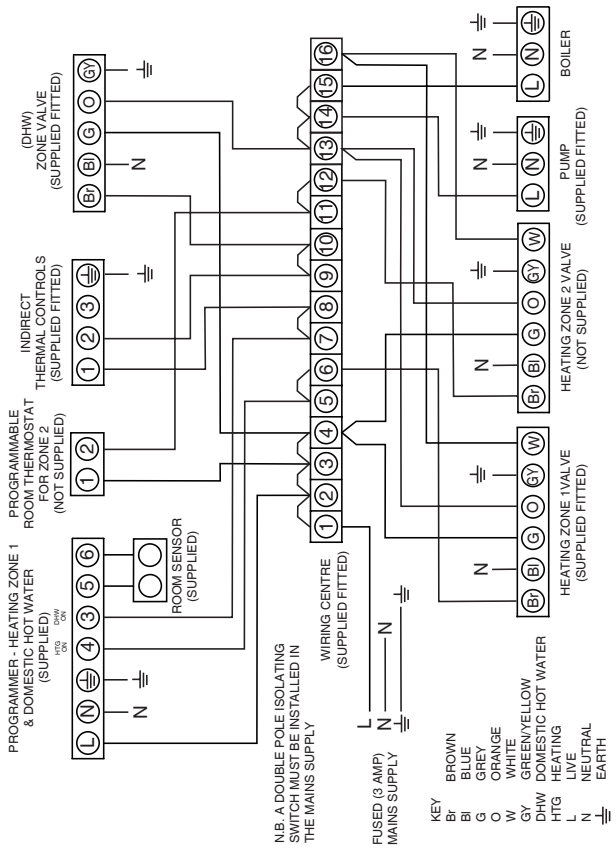 PROGRAMMER - HEATING ZONE 1
& DOMESTIC HOT WATER
(SUPPLIED)
HTG
ON
DHW
ON
L N 4 3 5 6
N
ROOM SENSOR
(SUPPLIED)
PROGRAMMABLE
ROOM THERMOSTAT
FOR ZONE 2
(NOT SUPPLIED)
1 2
INDIRECT
THERMAL CONTROLS
(SUPPLIED FITTED)
1 2 3
(DHW)
ZONE VALVE
(SUPPLIED FITTED)
Br Bl G O GY
N
N.B. A DOUBLE POLE ISOLATING
SWITCH MUST BE INSTALLED IN
THE MAINS SUPPLY
WIRING CENTRE
(SUPPLIED FITTED)
1 2 3 4 5 6 7 8 9 10 11 12 13 14 15 16
FUSED (3 AMP)
MAINS SUPPLY
L
N N
KEY
Br BROWN
Bl BLUE
G GREY
O ORANGE
W WHITE
GY GREEN/YELLOW
DHW DOMESTIC HOT WATER
HTG HEATING
L LIVE
N NEUTRAL
EARTH
N
Br Bl G O GY W
HEATING ZONE 1VALVE
(SUPPLIED FITTED)
N
Br Bl G O GY W
HEATING ZONE 2 VALVE
(NOT SUPPLIED)
N
L N
PUMP
(SUPPLIED FITTED)
N
L N
BOILER